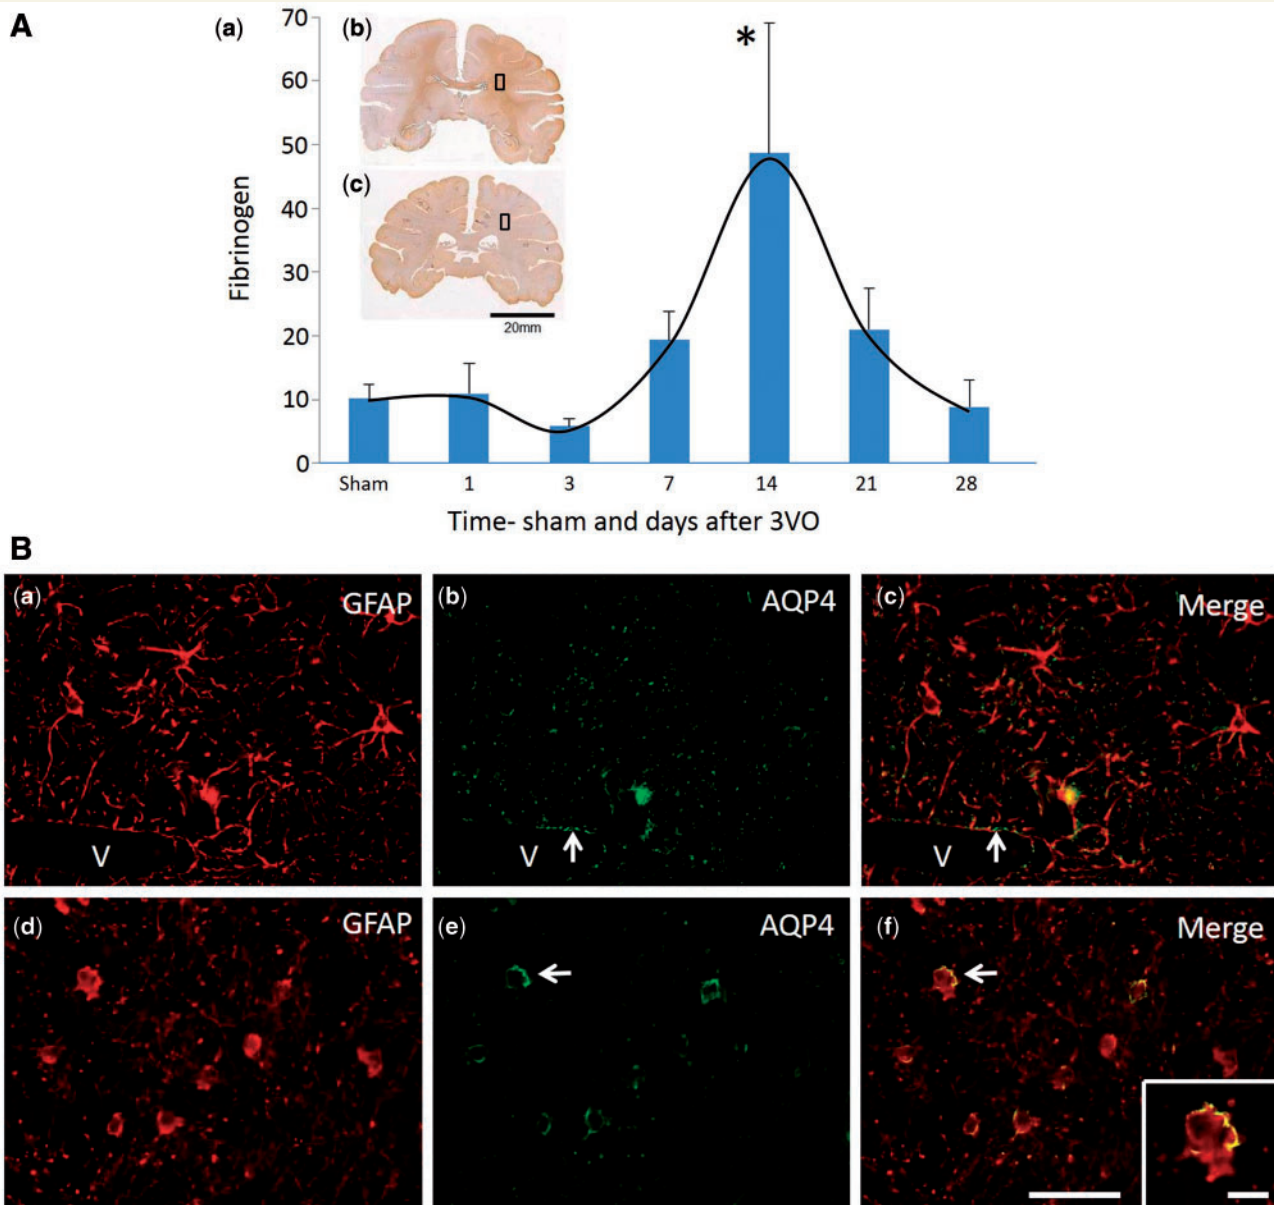 A
(a)
(b)
(c)
20mm
*
Fibrinogen
70
60
50
40
30
20
10
0
Sham 1 3 7 14 21 28
Time- sham and days after 3VO
B
(a) GFAP
V
(b) AQP4
V
(c) Merge
V
(d) GFAP
(e) AQP4
(f) Merge